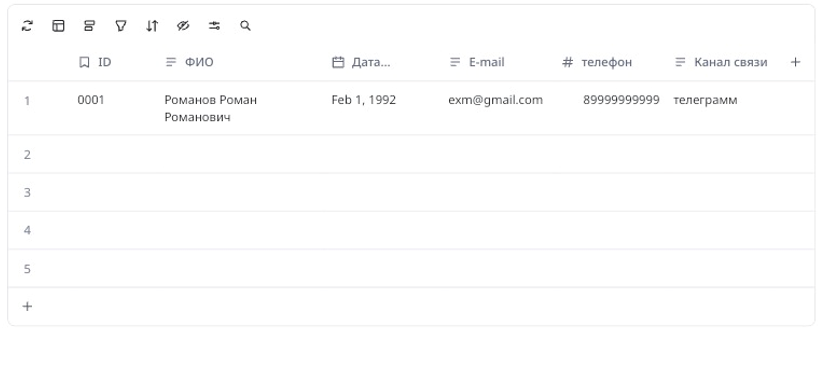 ID ФИО Дата... E-mail # телефон Канал связи +
1 0001 Романов Роман Feb 1, 1992 exm@gmail.com 89999999999 телеграмм
Романович
2
3
4
5
+